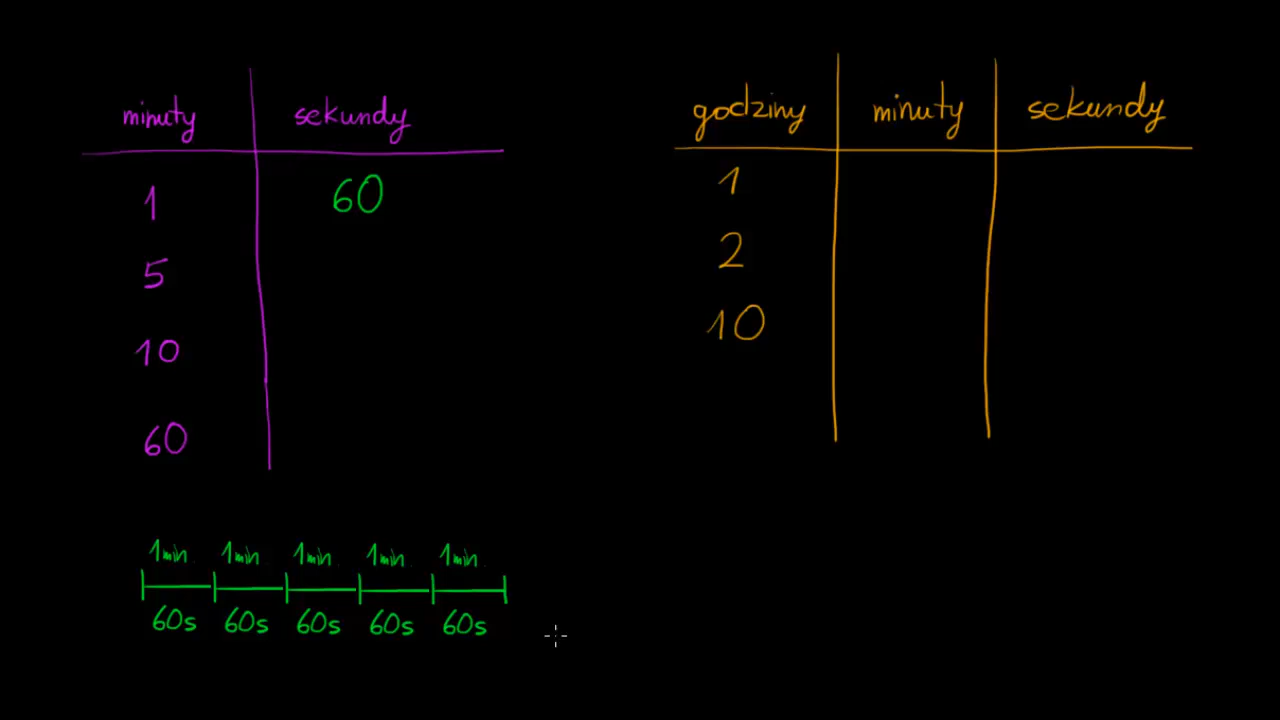 minuty sekundy
1 60
5
10
60
godziny minuty sekundy
1
2
10
1min 1min 1min 1min 1min
60s 60s 60s 60s 60s